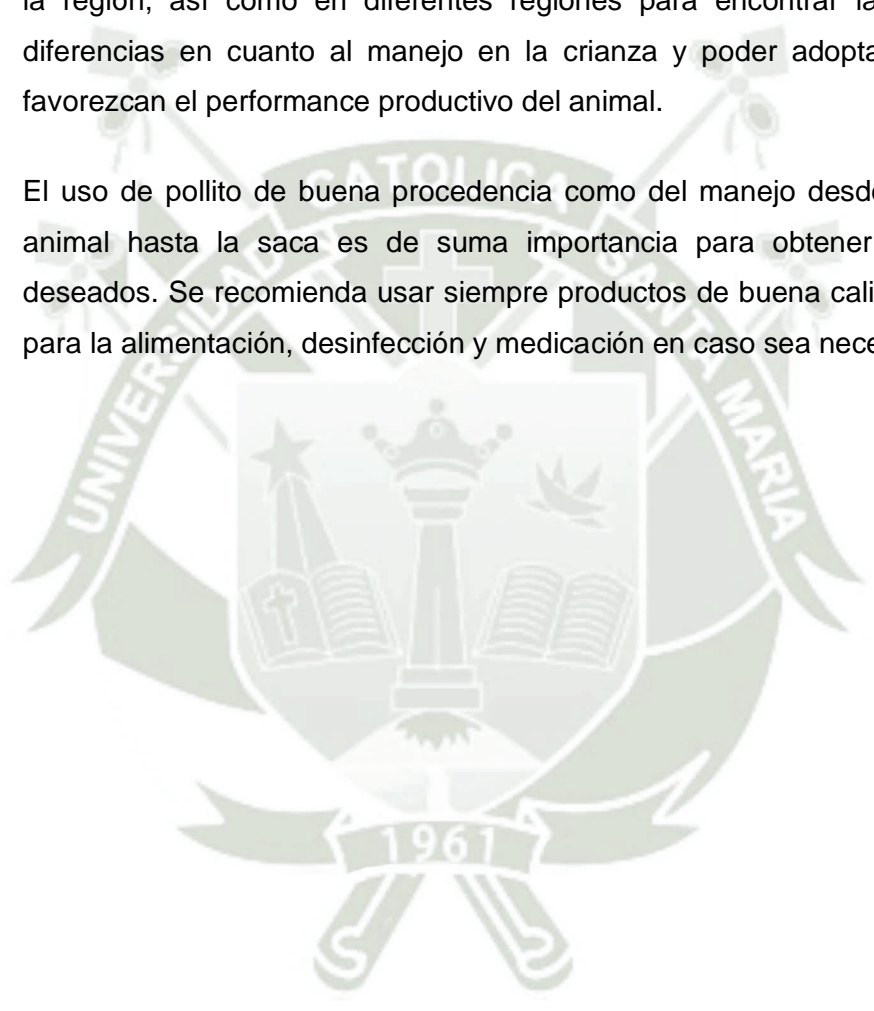 la región, así como en diferentes regiones para encontrar la
diferencias en cuanto al manejo en la crianza y poder adopta
favorezcan el performance productivo del animal.
El uso de pollito de buena procedencia como del manejo desd
animal hasta la saca es de suma importancia para obtener
deseados. Se recomienda usar siempre productos de buena cali
para la alimentación, desinfección y medicación en caso sea nece
UNIVERSIDAD CATOLICA SANTA MARIA
1961